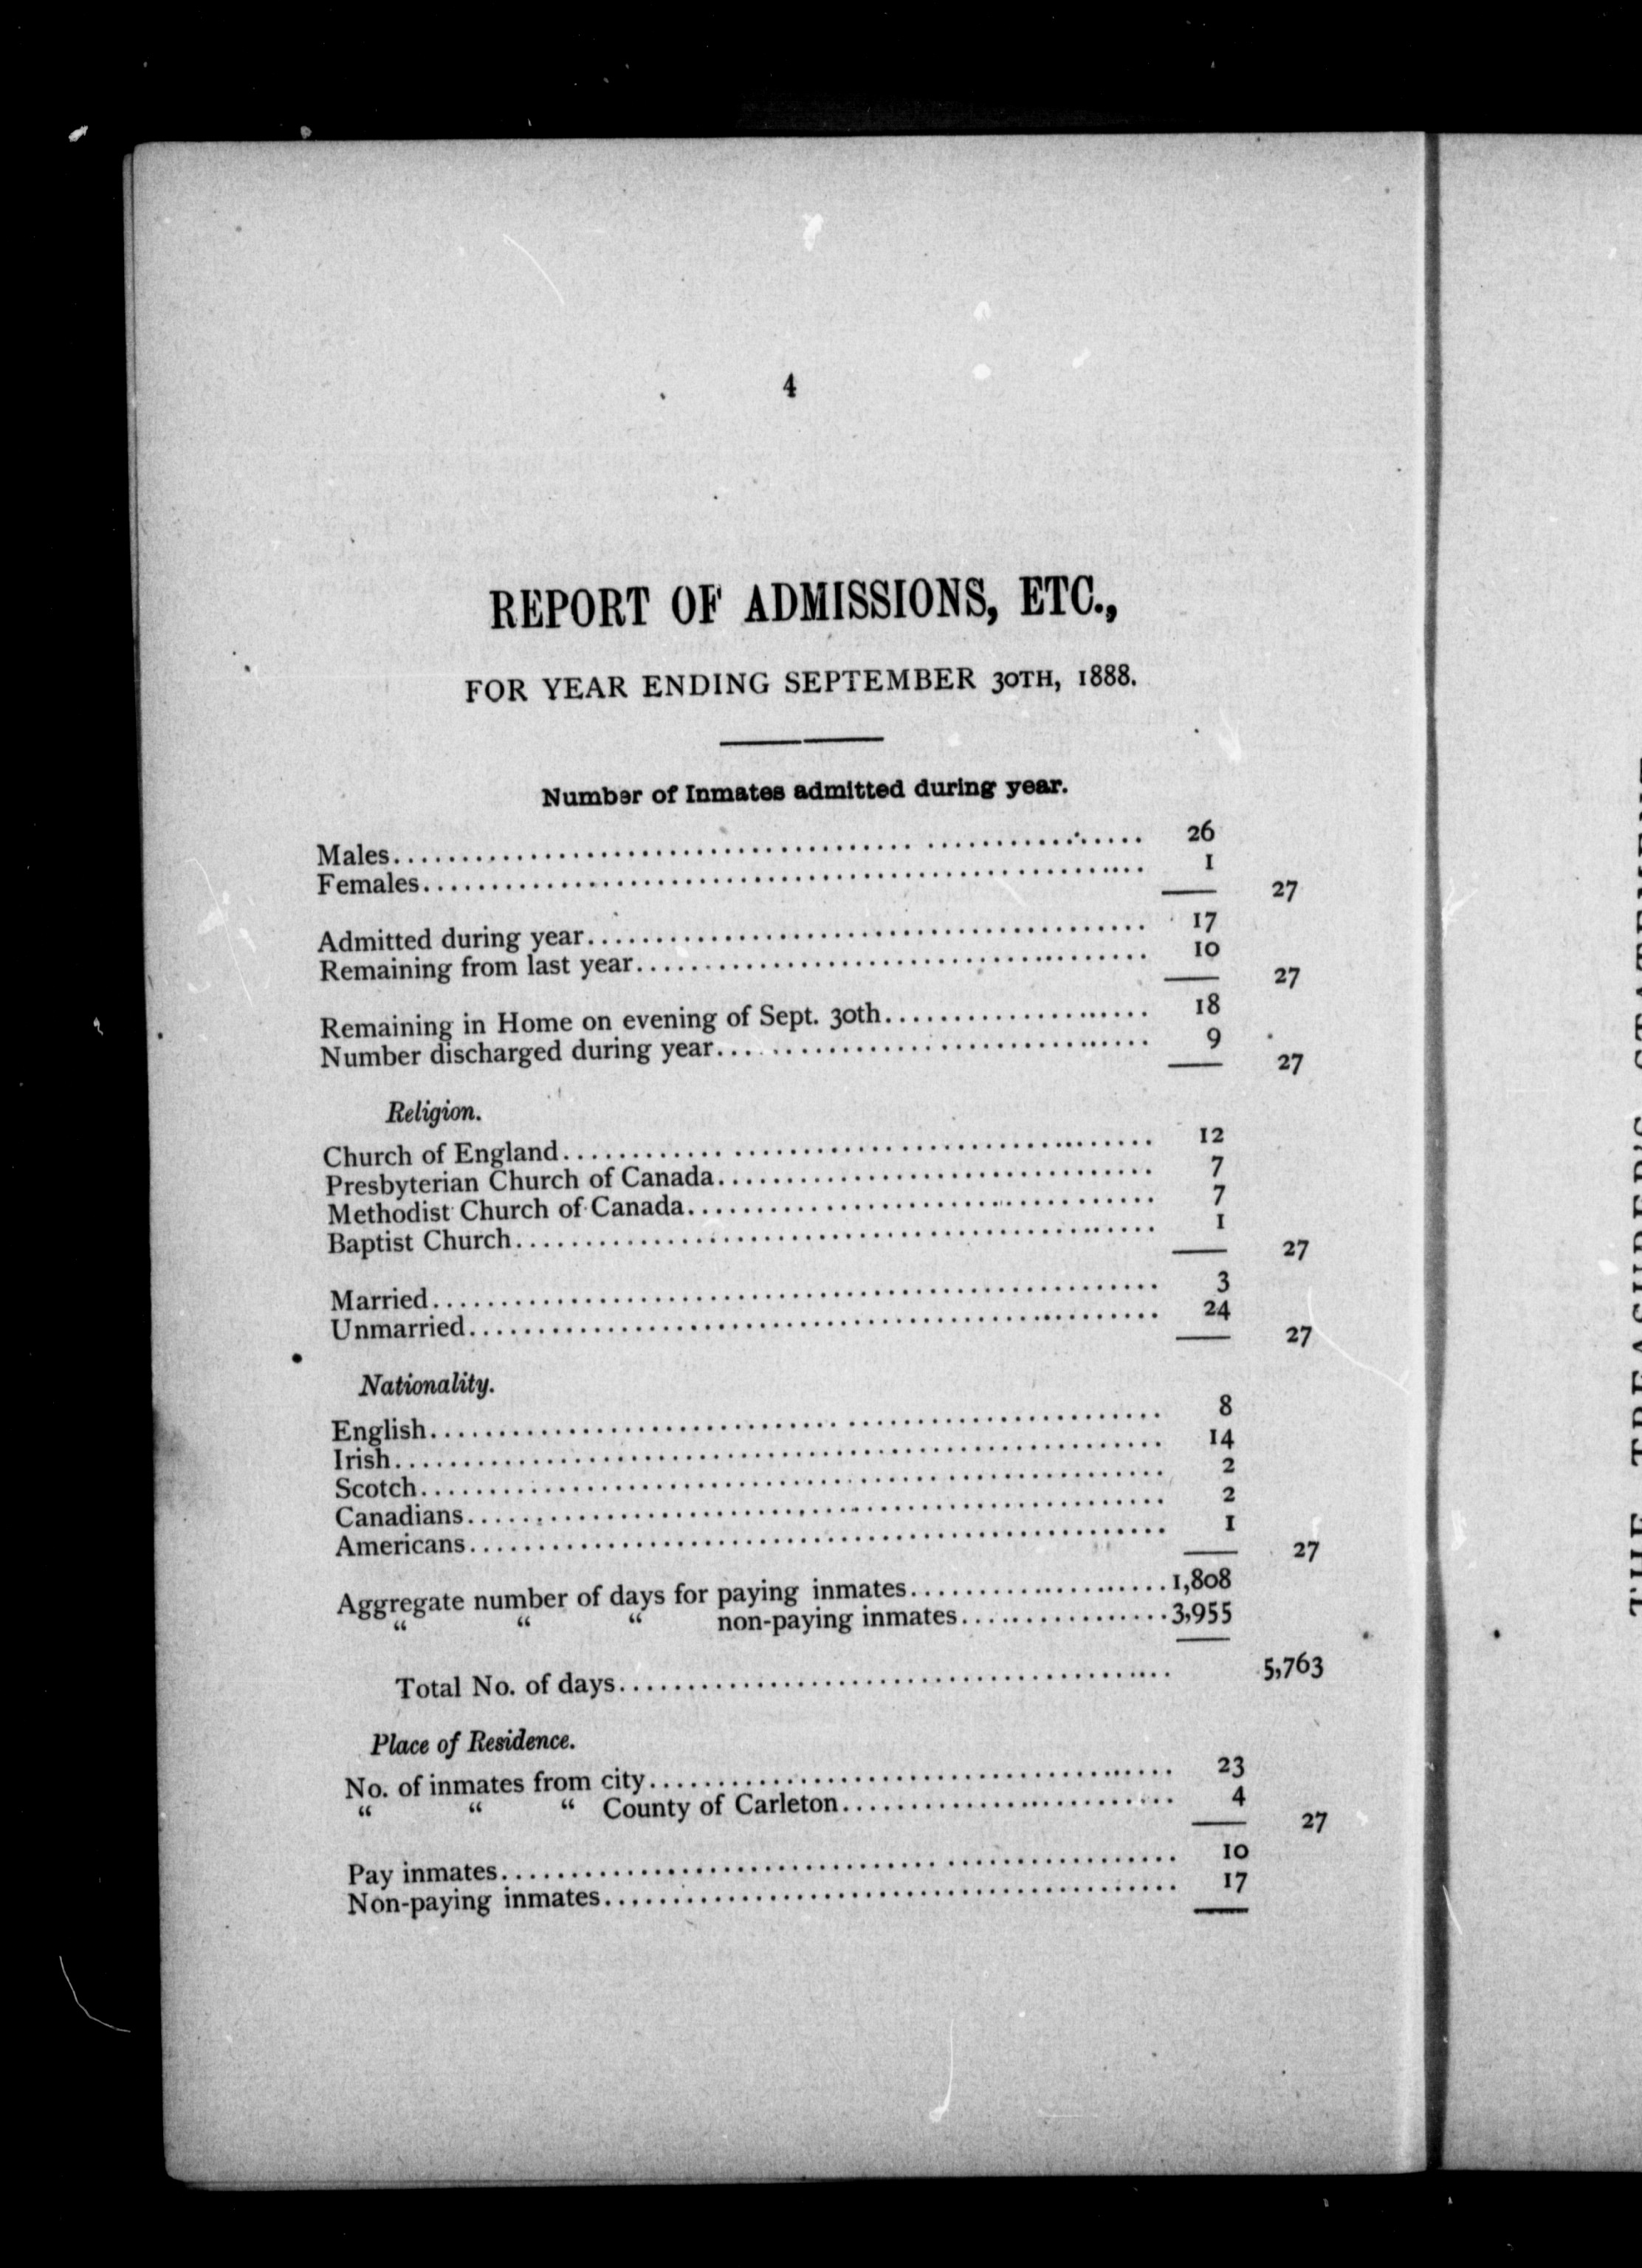 4
REPORT OF ADMISSIONS, ETC.,
FOR YEAR ENDING SEPTEMBER 30TH, 1888.
Number of Inmates admitted during year.
Males........................................................ 26
Females...................................................... 1
27
Admitted during year......................................... 17
Remaining from last year..................................... 10
27
Remaining in Home on evening of Sept. 30th................... 18
Number discharged during year................................ 9
27
Religion.
Church of England............................................ 12
Presbyterian Church of Canada................................ 7
Methodist Church of Canada................................... 7
Baptist Church............................................... 1
27
Married...................................................... 3
Unmarried.................................................... 24
27
Nationality.
English...................................................... 8
Irish........................................................ 14
Scotch....................................................... 2
Canadians.................................................... 2
Americans.................................................... 1
27
Aggregate number of days for paying inmates...................1,808
“ “ “ non-paying inmates................3,955
Total No. of days........................................ 5,763
Place of Residence.
No. of inmates from city...................................... 23
“ “ “ County of Carleton......................... 4
27
Pay inmates.................................................. 10
Non-paying inmates........................................... 17